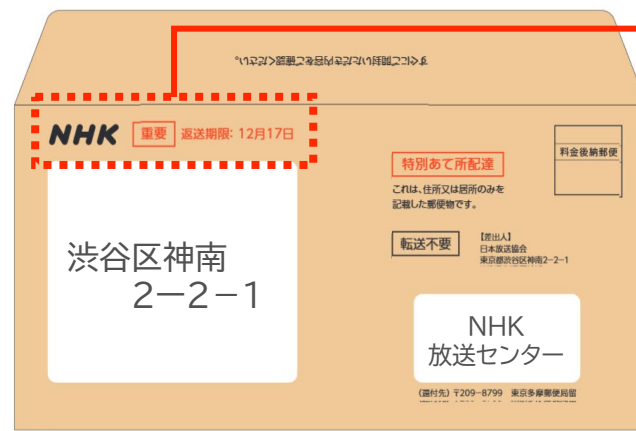 すぐにご開封いただき内容をご確認ください。
NHK 重要 返送期限: 12月17日
特別あて所配達
料金後納郵便
これは、住所又は居所のみを
記載した郵便物です。
転送不要
【差出人】
日本放送協会
東京都渋谷区神南2-2-1
渋谷区神南
2ー2－1
NHK
放送センター
(還付先) 〒209-8799 東京多摩郵便局留